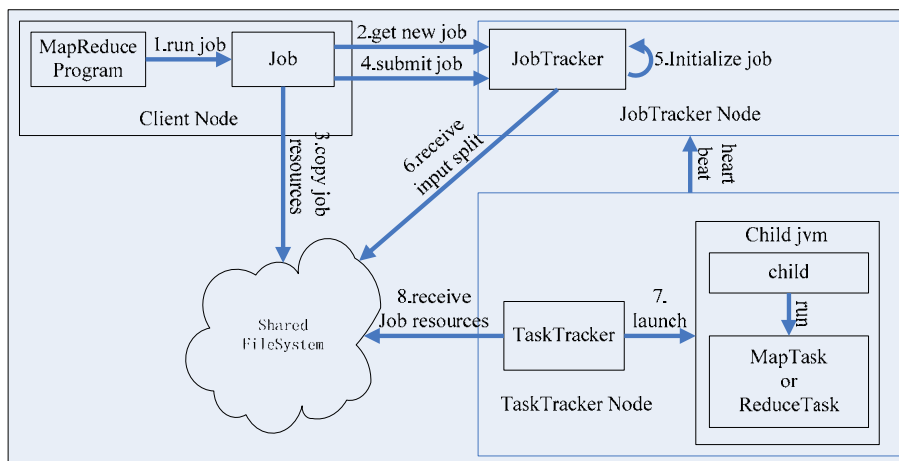 MapReduce
Program
1.run job
Job
2.get new job
4.submit job
JobTracker
5.Initialize job
Client Node
JobTracker Node
3.copy job
resources
6.receive
input split
heart
beat
Child jvm
child
run
MapTask
or
ReduceTask
Shared
FileSystem
8.receive
Job resources
TaskTracker
7.
launch
TaskTracker Node